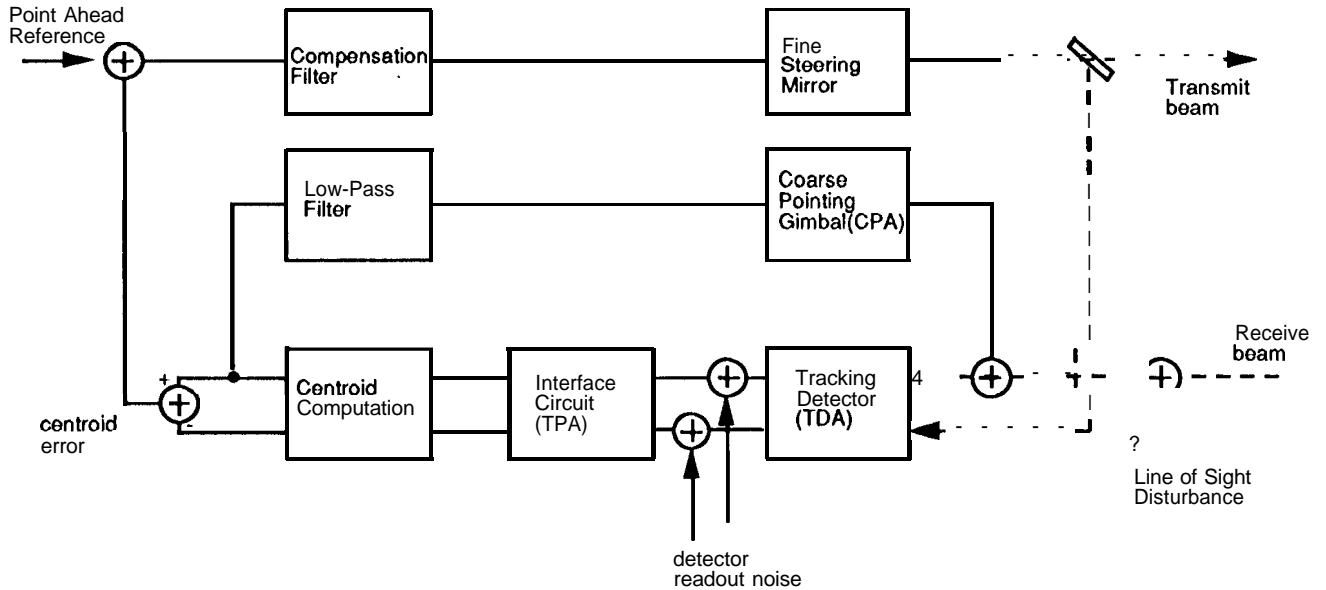 Point Ahead
Reference
Compensation
Filter
Fine
Steering
Mirror
Transmit
beam
Low-Pass
Filter
Coarse
Pointing
Gimbal(CPA)
Receive
beam
+
-
centroid
error
Centroid
Computation
Interface
Circuit
(TPA)
Tracking
Detector
(TDA)
4
?
Line of Sight
Disturbance
detector
readout noise